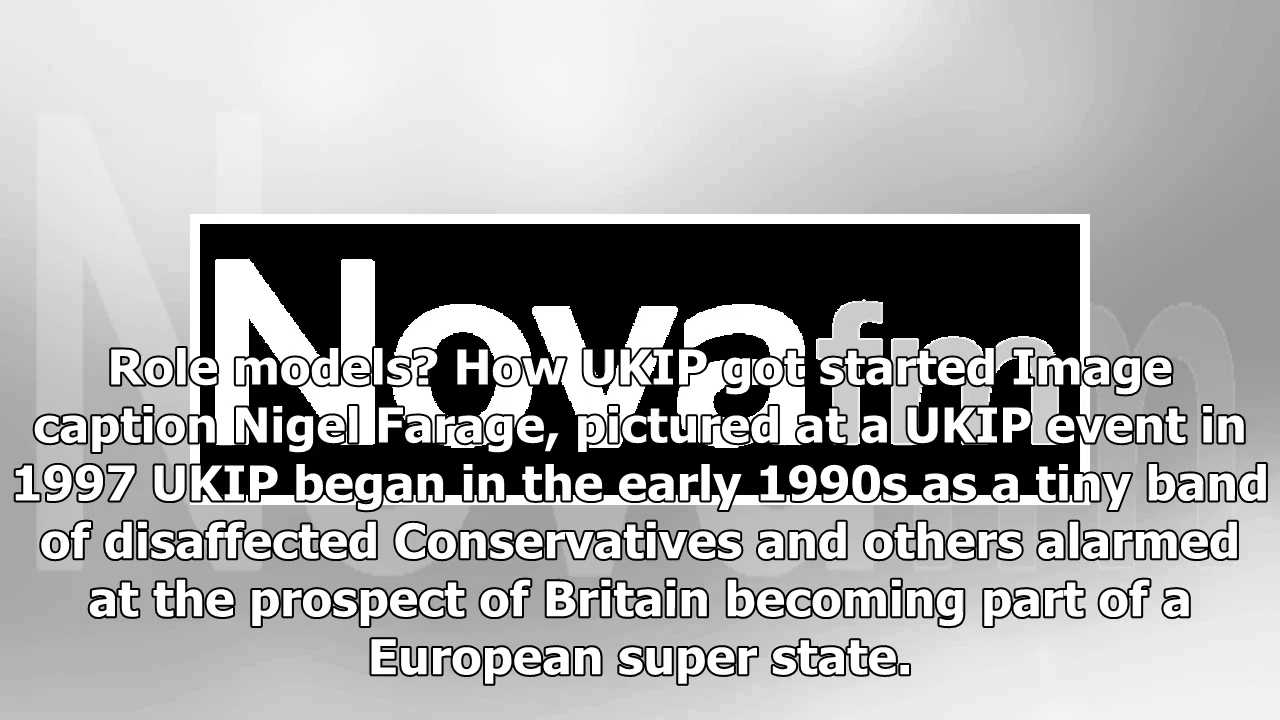 Novafm
Role models? How UKIP got started Image
caption Nigel Farage, pictured at a UKIP event in
1997 UKIP began in the early 1990s as a tiny band
of disaffected Conservatives and others alarmed
at the prospect of Britain becoming part of a
European super state.